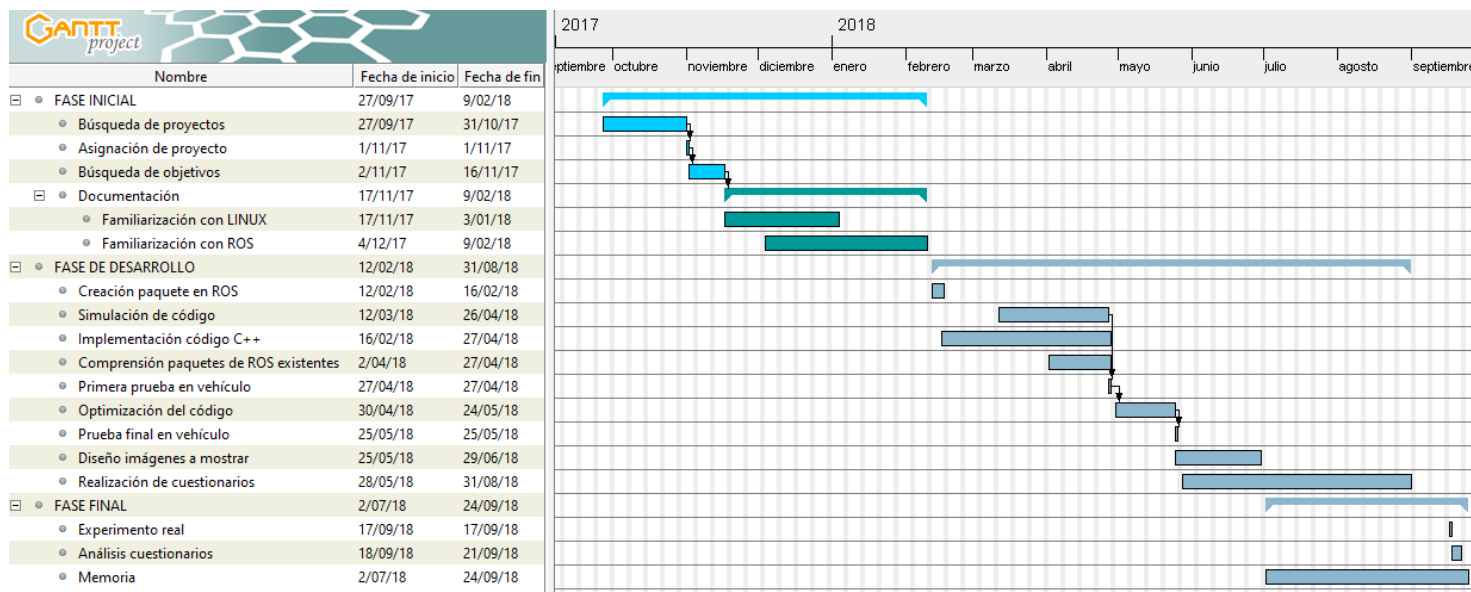 GANTT
project
2017 2018
ptiembre octubre noviembre diciembre enero febrero marzo abril mayo junio julio agosto septiembre
Nombre Fecha de inicio Fecha de fin
FASE INICIAL 27/09/17 9/02/18
Búsqueda de proyectos 27/09/17 31/10/17
Asignación de proyecto 1/11/17 1/11/17
Búsqueda de objetivos 2/11/17 16/11/17
Documentación 17/11/17 9/02/18
Familiarización con LINUX 17/11/17 3/01/18
Familiarización con ROS 4/12/17 9/02/18
FASE DE DESARROLLO 12/02/18 31/08/18
Creación paquete en ROS 12/02/18 16/02/18
Simulación de código 12/03/18 26/04/18
Implementación código C++ 16/02/18 27/04/18
Comprensión paquetes de ROS existentes 2/04/18 27/04/18
Primera prueba en vehículo 27/04/18 27/04/18
Optimización del código 30/04/18 24/05/18
Prueba final en vehículo 25/05/18 25/05/18
Diseño imágenes a mostrar 25/05/18 29/06/18
Realización de cuestionarios 28/05/18 31/08/18
FASE FINAL 2/07/18 24/09/18
Experimento real 17/09/18 17/09/18
Análisis cuestionarios 18/09/18 21/09/18
Memoria 2/07/18 24/09/18